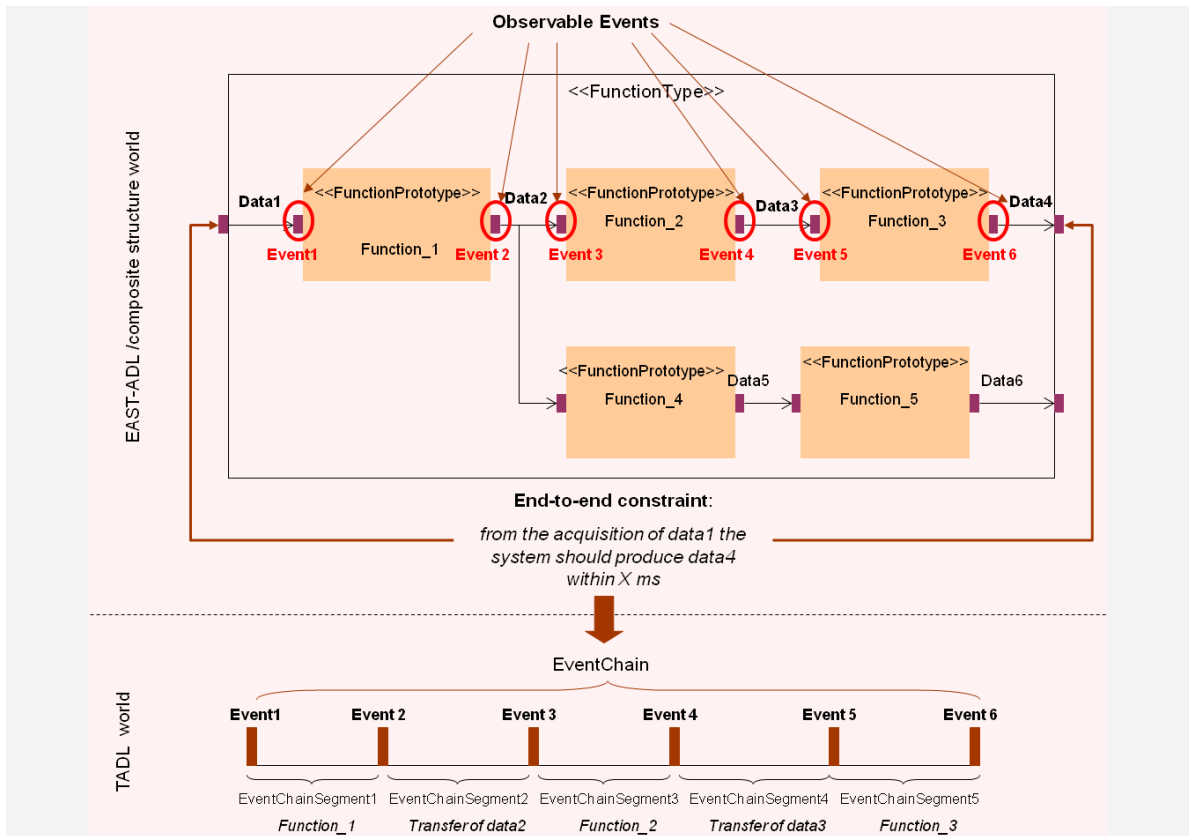 Observable Events
<<FunctionType>>
EAST-ADL /composite structure world
<<FunctionPrototype>>
<<FunctionPrototype>>
<<FunctionPrototype>>
Data1
Data2
Data3
Data4
Function_1
Function_2
Function_3
Event1
Event 2
Event 3
Event 4
Event 5
Event 6
<<FunctionPrototype>>
<<FunctionPrototype>>
Function_4
Data5
Function_5
Data6
End-to-end constraint:
from the acquisition of data1 the
system should produce data4
within X ms
TADL world
EventChain
Event1
Event 2
Event 3
Event 4
Event 5
Event 6
EventChainSegment1
EventChainSegment2
EventChainSegment3
EventChainSegment4
EventChainSegment5
Function_1
Transfer of data2
Function_2
Transfer of data3
Function_3